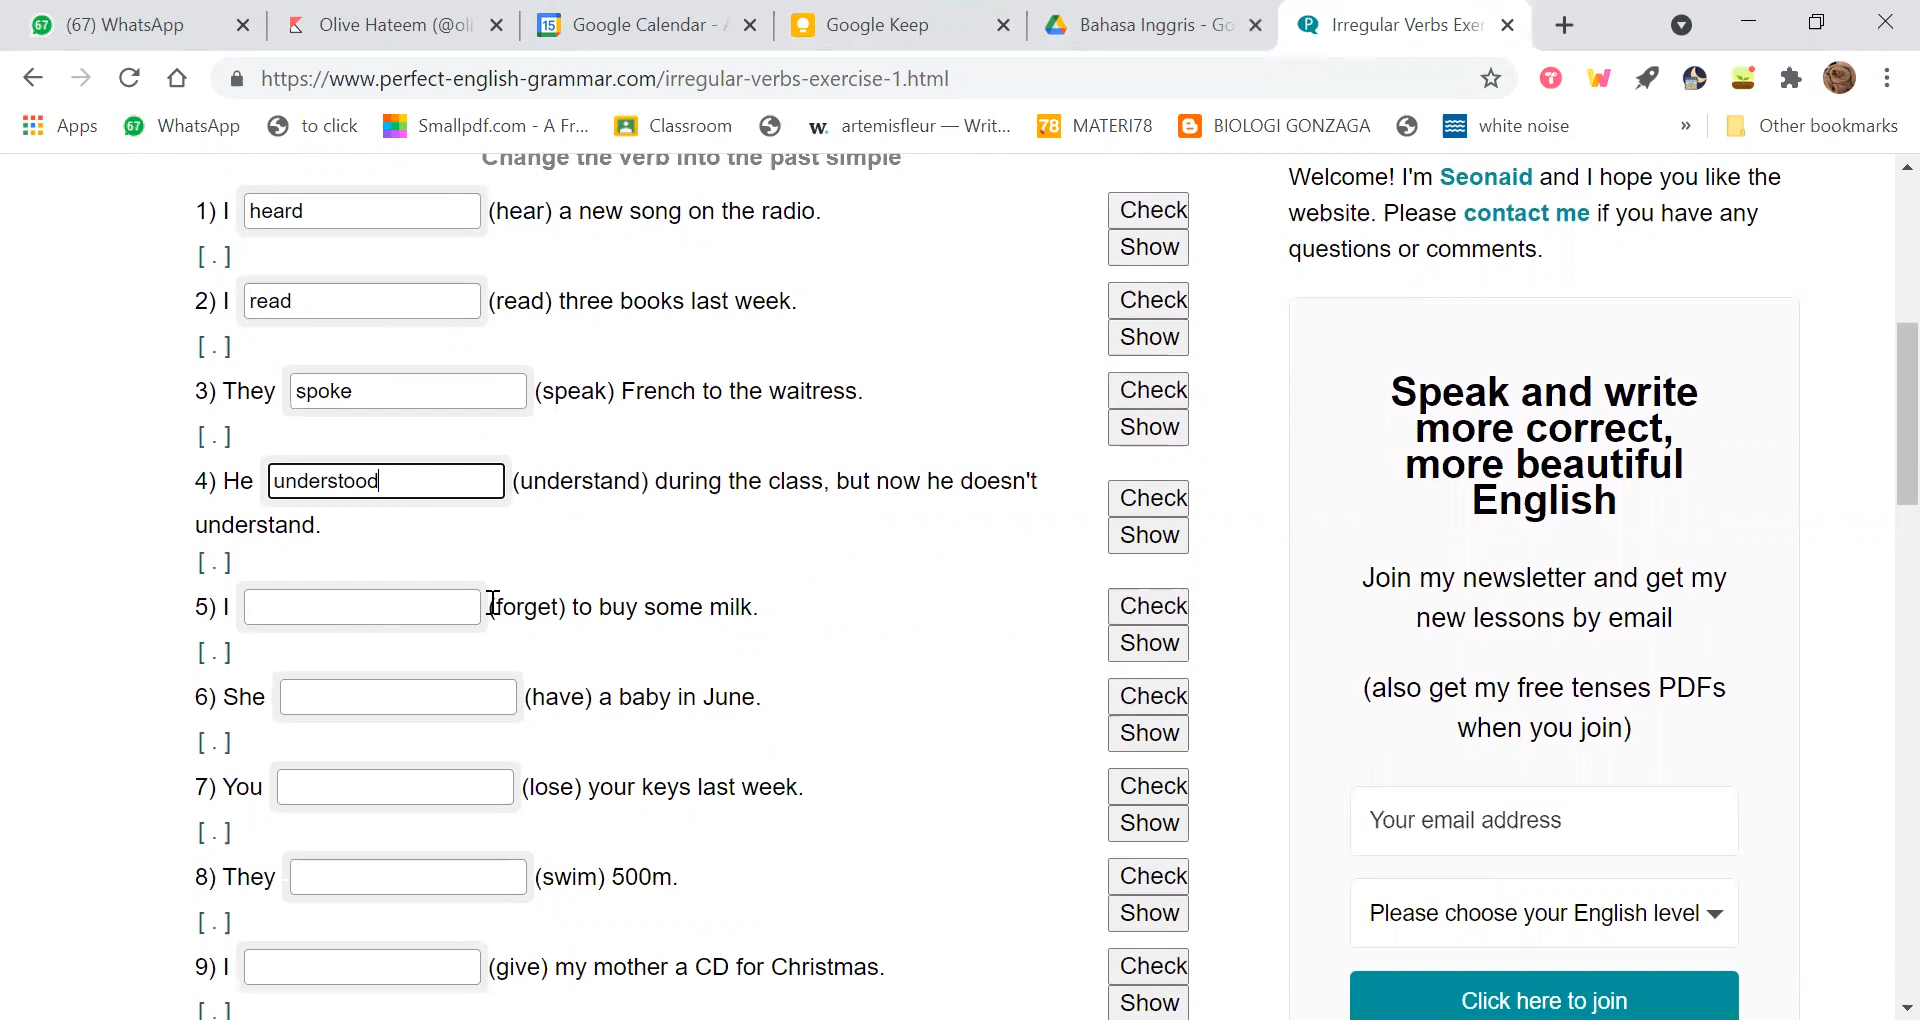 67 (67) WhatsApp
Olive Hateem (@oli
15 Google Calendar -
Google Keep
Bahasa Inggris - Go
Irregular Verbs Exer
https://www.perfect-english-grammar.com/irregular-verbs-exercise-1.html
Apps
67 WhatsApp
to click
Smallpdf.com - A Fr...
Classroom
w. artemisfleur — Writ...
78 MATERI78
BIOLOGI GONZAGA
white noise
»
Other bookmarks
Change the verb into the past simple
1) I heard (hear) a new song on the radio. Check
Show
[ . ]
2) I read (read) three books last week. Check
Show
[ . ]
3) They spoke (speak) French to the waitress. Check
Show
[ . ]
4) He understood (understand) during the class, but now he doesn't
understand.
Check
Show
[ . ]
5) I (forget) to buy some milk. Check
Show
[ . ]
6) She (have) a baby in June. Check
Show
[ . ]
7) You (lose) your keys last week. Check
Show
[ . ]
8) They (swim) 500m. Check
Show
[ . ]
9) I (give) my mother a CD for Christmas. Check
Show
[ . ]
Welcome! I'm Seonaid and I hope you like the
website. Please contact me if you have any
questions or comments.
Speak and write
more correct,
more beautiful
English
Join my newsletter and get my
new lessons by email
(also get my free tenses PDFs
when you join)
Your email address
Please choose your English level
Click here to join